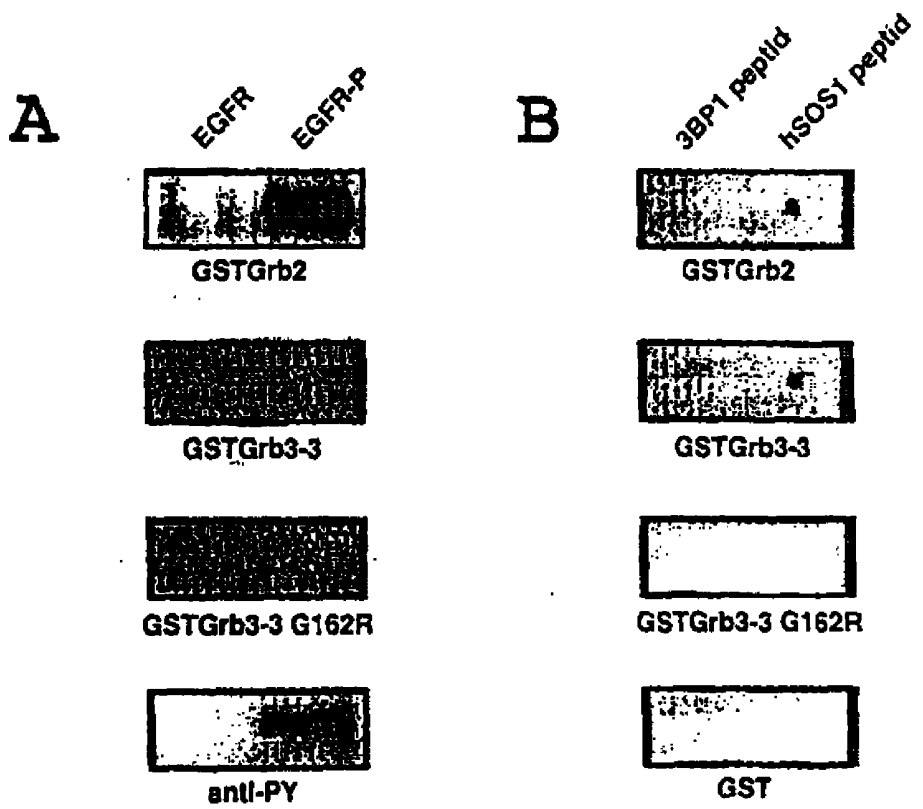 A
EGFR
EGFR-P
GSTGrb2
GSTGrb3-3
GSTGrb3-3 G162R
anti-PY
B
3BP1 peptid
hSOS1 peptid
GSTGrb2
GSTGrb3-3
GSTGrb3-3 G162R
GST